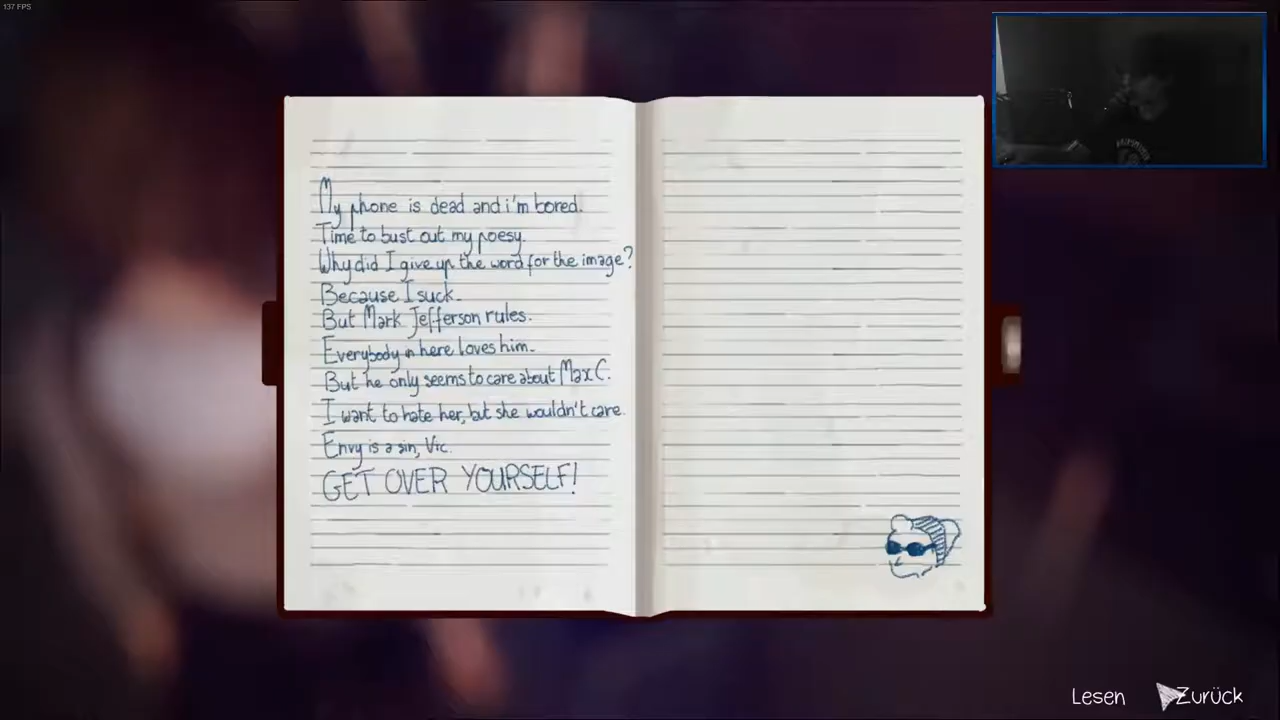 137 FPS
My phone is dead and i'm bored.
Time to bust out my poesy.
Why did I give up the word for the image?
Because I suck.
But Mark Jefferson rules.
Everybody in here loves him.
But he only seems to care about Max C.
I want to hate her, but she wouldn't care.
Envy is a sin, Vic.
GET OVER YOURSELF!
Lesen Zurück